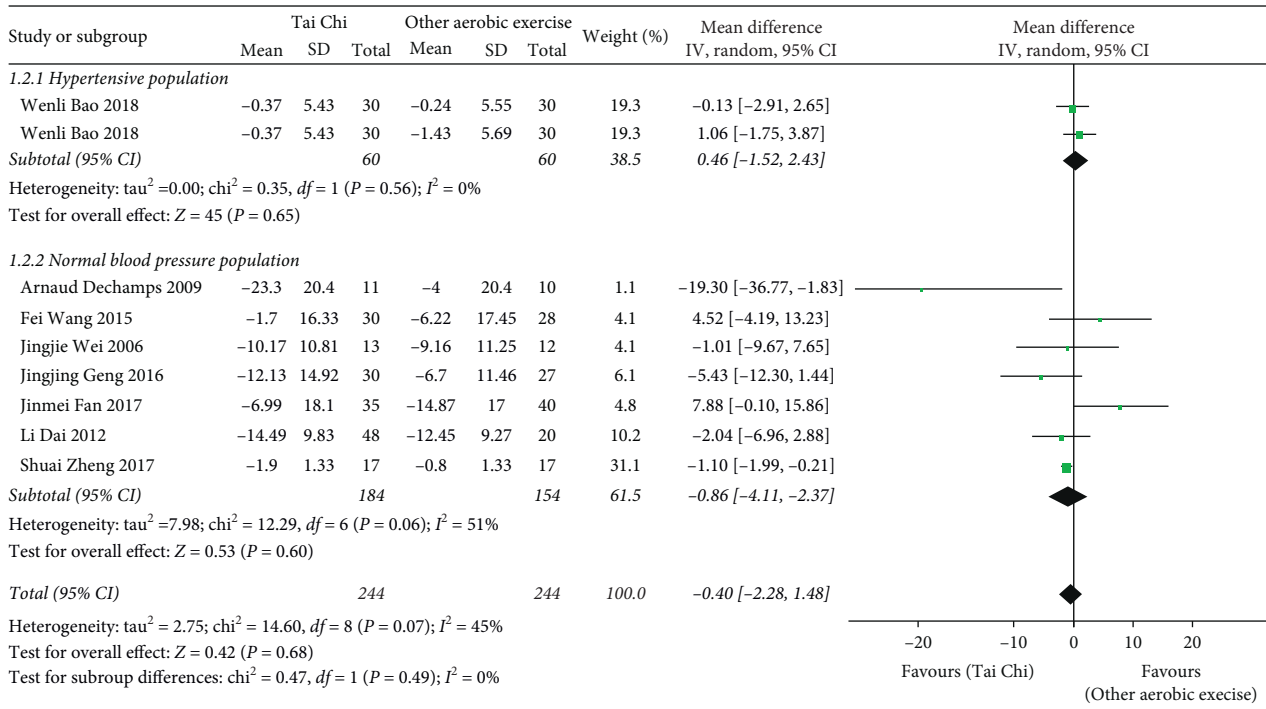 Study or subgroup Tai Chi Other aerobic exercise Weight (%) Mean difference Mean difference
Mean SD Total Mean SD Total IV, random, 95% CI IV, random, 95% CI
1.2.1 Hypertensive population
Wenli Bao 2018 –0.37 5.43 30 –0.24 5.55 30 19.3 –0.13 [–2.91, 2.65]
Wenli Bao 2018 –0.37 5.43 30 –1.43 5.69 30 19.3 1.06 [–1.75, 3.87]
Subtotal (95% CI) 60 60 38.5 0.46 [–1.52, 2.43]
Heterogeneity: tau² =0.00; chi² = 0.35, df = 1 (P = 0.56); I² = 0%
Test for overall effect: Z = 45 (P = 0.65)
1.2.2 Normal blood pressure population
Arnaud Dechamps 2009 –23.3 20.4 11 –4 20.4 10 1.1 –19.30 [–36.77, –1.83]
Fei Wang 2015 –1.7 16.33 30 –6.22 17.45 28 4.1 4.52 [–4.19, 13.23]
Jingjie Wei 2006 –10.17 10.81 13 –9.16 11.25 12 4.1 –1.01 [–9.67, 7.65]
Jingjing Geng 2016 –12.13 14.92 30 –6.7 11.46 27 6.1 –5.43 [–12.30, 1.44]
Jinmei Fan 2017 –6.99 18.1 35 –14.87 17 40 4.8 7.88 [–0.10, 15.86]
Li Dai 2012 –14.49 9.83 48 –12.45 9.27 20 10.2 –2.04 [–6.96, 2.88]
Shuai Zheng 2017 –1.9 1.33 17 –0.8 1.33 17 31.1 –1.10 [–1.99, –0.21]
Subtotal (95% CI) 184 154 61.5 –0.86 [–4.11, –2.37]
Heterogeneity: tau² =7.98; chi² = 12.29, df = 6 (P = 0.06); I² = 51%
Test for overall effect: Z = 0.53 (P = 0.60)
Total (95% CI) 244 244 100.0 –0.40 [–2.28, 1.48]
Heterogeneity: tau² = 2.75; chi² = 14.60, df = 8 (P = 0.07); I² = 45%
Test for overall effect: Z = 0.42 (P = 0.68)
Test for subroup differences: chi² = 0.47, df = 1 (P = 0.49); I² = 0%
–20 –10 0 10 20
Favours (Tai Chi) Favours
(Other aerobic execise)